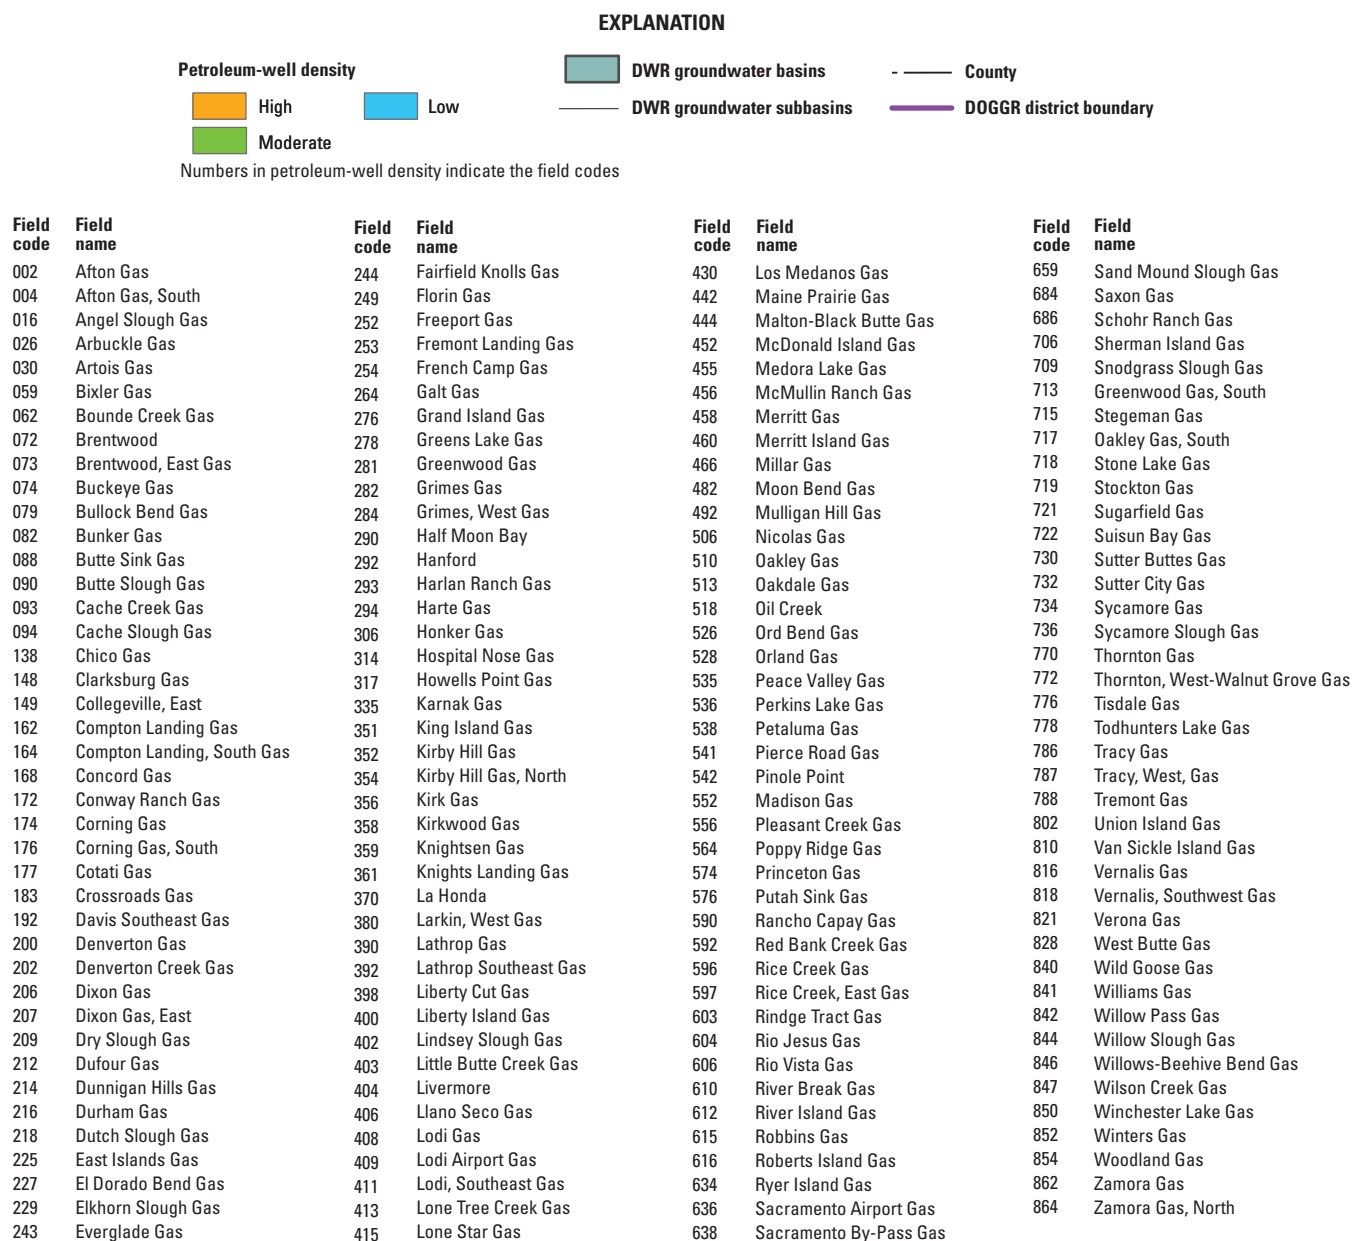 EXPLANATION
Petroleum-well density
High
Low
Moderate
Numbers in petroleum-well density indicate the field codes
DWR groundwater basins
DWR groundwater subbasins
County
DOGGR district boundary
Field code Field name
002 Afton Gas
004 Afton Gas, South
016 Angel Slough Gas
026 Arbuckle Gas
030 Artois Gas
059 Bixler Gas
062 Bounde Creek Gas
072 Brentwood
073 Brentwood, East Gas
074 Buckeye Gas
079 Bullock Bend Gas
082 Bunker Gas
088 Butte Sink Gas
090 Butte Slough Gas
093 Cache Creek Gas
094 Cache Slough Gas
138 Chico Gas
148 Clarksburg Gas
149 Collegeville, East
162 Compton Landing Gas
164 Compton Landing, South Gas
168 Concord Gas
172 Conway Ranch Gas
174 Corning Gas
176 Corning Gas, South
177 Cotati Gas
183 Crossroads Gas
192 Davis Southeast Gas
200 Denverton Gas
202 Denverton Creek Gas
206 Dixon Gas
207 Dixon Gas, East
209 Dry Slough Gas
212 Dufour Gas
214 Dunnigan Hills Gas
216 Durham Gas
218 Dutch Slough Gas
225 East Islands Gas
227 El Dorado Bend Gas
229 Elkhorn Slough Gas
243 Everglade Gas
Field code Field name
244 Fairfield Knolls Gas
249 Florin Gas
252 Freeport Gas
253 Fremont Landing Gas
254 French Camp Gas
264 Galt Gas
276 Grand Island Gas
278 Greens Lake Gas
281 Greenwood Gas
282 Grimes Gas
284 Grimes, West Gas
290 Half Moon Bay
292 Hanford
293 Harlan Ranch Gas
294 Harte Gas
306 Honker Gas
314 Hospital Nose Gas
317 Howells Point Gas
335 Karnak Gas
351 King Island Gas
352 Kirby Hill Gas
354 Kirby Hill Gas, North
356 Kirk Gas
358 Kirkwood Gas
359 Knightsen Gas
361 Knights Landing Gas
370 La Honda
380 Larkin, West Gas
390 Lathrop Gas
392 Lathrop Southeast Gas
398 Liberty Cut Gas
400 Liberty Island Gas
402 Lindsey Slough Gas
403 Little Butte Creek Gas
404 Livermore
406 Llano Seco Gas
408 Lodi Gas
409 Lodi Airport Gas
411 Lodi, Southeast Gas
413 Lone Tree Creek Gas
415 Lone Star Gas
Field code Field name
430 Los Medanos Gas
442 Maine Prairie Gas
444 Malton-Black Butte Gas
452 McDonald Island Gas
455 Medora Lake Gas
456 McMullin Ranch Gas
458 Merritt Gas
460 Merritt Island Gas
466 Millar Gas
482 Moon Bend Gas
492 Mulligan Hill Gas
506 Nicolas Gas
510 Oakley Gas
513 Oakdale Gas
518 Oil Creek
526 Ord Bend Gas
528 Orland Gas
535 Peace Valley Gas
536 Perkins Lake Gas
538 Petaluma Gas
541 Pierce Road Gas
542 Pinole Point
552 Madison Gas
556 Pleasant Creek Gas
564 Poppy Ridge Gas
574 Princeton Gas
576 Putah Sink Gas
590 Rancho Capay Gas
592 Red Bank Creek Gas
596 Rice Creek Gas
597 Rice Creek, East Gas
603 Rindge Tract Gas
604 Rio Jesus Gas
606 Rio Vista Gas
610 River Break Gas
612 River Island Gas
615 Robbins Gas
616 Roberts Island Gas
634 Ryer Island Gas
636 Sacramento Airport Gas
638 Sacramento By-Pass Gas
Field code Field name
659 Sand Mound Slough Gas
684 Saxon Gas
686 Schohr Ranch Gas
706 Sherman Island Gas
709 Snodgrass Slough Gas
713 Greenwood Gas, South
715 Stegeman Gas
717 Oakley Gas, South
718 Stone Lake Gas
719 Stockton Gas
721 Sugarfield Gas
722 Suisun Bay Gas
730 Sutter Buttes Gas
732 Sutter City Gas
734 Sycamore Gas
736 Sycamore Slough Gas
770 Thornton Gas
772 Thornton, West-Walnut Grove Gas
776 Tisdale Gas
778 Todhunters Lake Gas
786 Tracy Gas
787 Tracy, West, Gas
788 Tremont Gas
802 Union Island Gas
810 Van Sickle Island Gas
816 Vernalis Gas
818 Vernalis, Southwest Gas
821 Verona Gas
828 West Butte Gas
840 Wild Goose Gas
841 Williams Gas
842 Willow Pass Gas
844 Willow Slough Gas
846 Willows-Beehive Bend Gas
847 Wilson Creek Gas
850 Winchester Lake Gas
852 Winters Gas
854 Woodland Gas
862 Zamora Gas
864 Zamora Gas, North